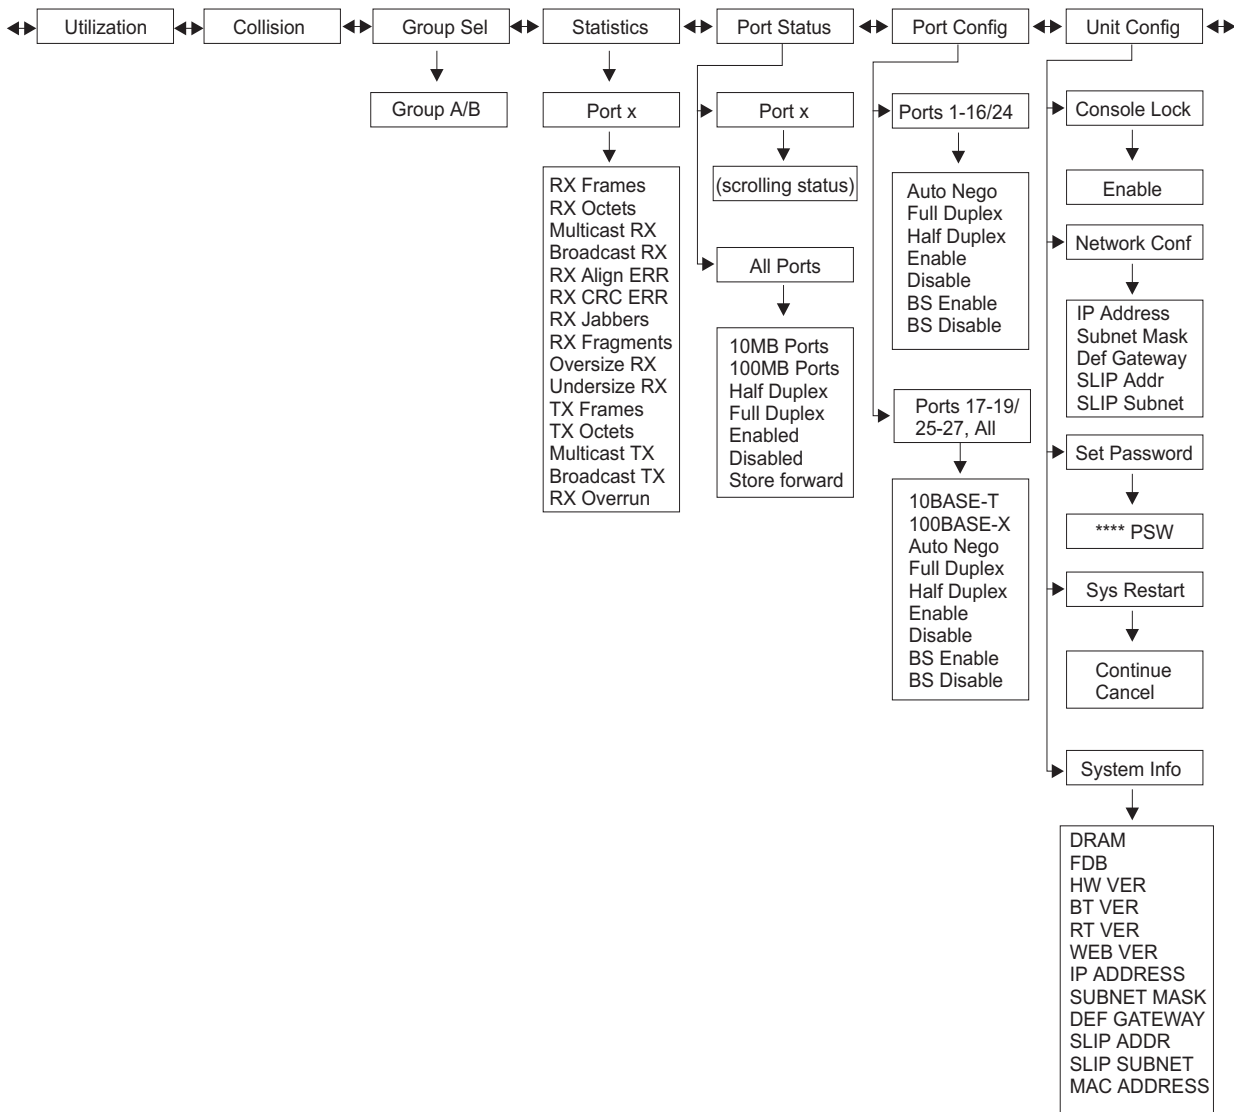 Utilization
Collision
Group Sel
Statistics
Port Status
Port Config
Unit Config
Group A/B
Port x
RX Frames
RX Octets
Multicast RX
Broadcast RX
RX Align ERR
RX CRC ERR
RX Jabbers
RX Fragments
Oversize RX
Undersize RX
TX Frames
TX Octets
Multicast TX
Broadcast TX
RX Overrun
Port x
(scrolling status)
All Ports
10MB Ports
100MB Ports
Half Duplex
Full Duplex
Enabled
Disabled
Store forward
Ports 1-16/24
Auto Nego
Full Duplex
Half Duplex
Enable
Disable
BS Enable
BS Disable
Ports 17-19/
25-27, All
10BASE-T
100BASE-X
Auto Nego
Full Duplex
Half Duplex
Enable
Disable
BS Enable
BS Disable
Console Lock
Enable
Network Conf
IP Address
Subnet Mask
Def Gateway
SLIP Addr
SLIP Subnet
Set Password
**** PSW
Sys Restart
Continue
Cancel
System Info
DRAM
FDB
HW VER
BT VER
RT VER
WEB VER
IP ADDRESS
SUBNET MASK
DEF GATEWAY
SLIP ADDR
SLIP SUBNET
MAC ADDRESS